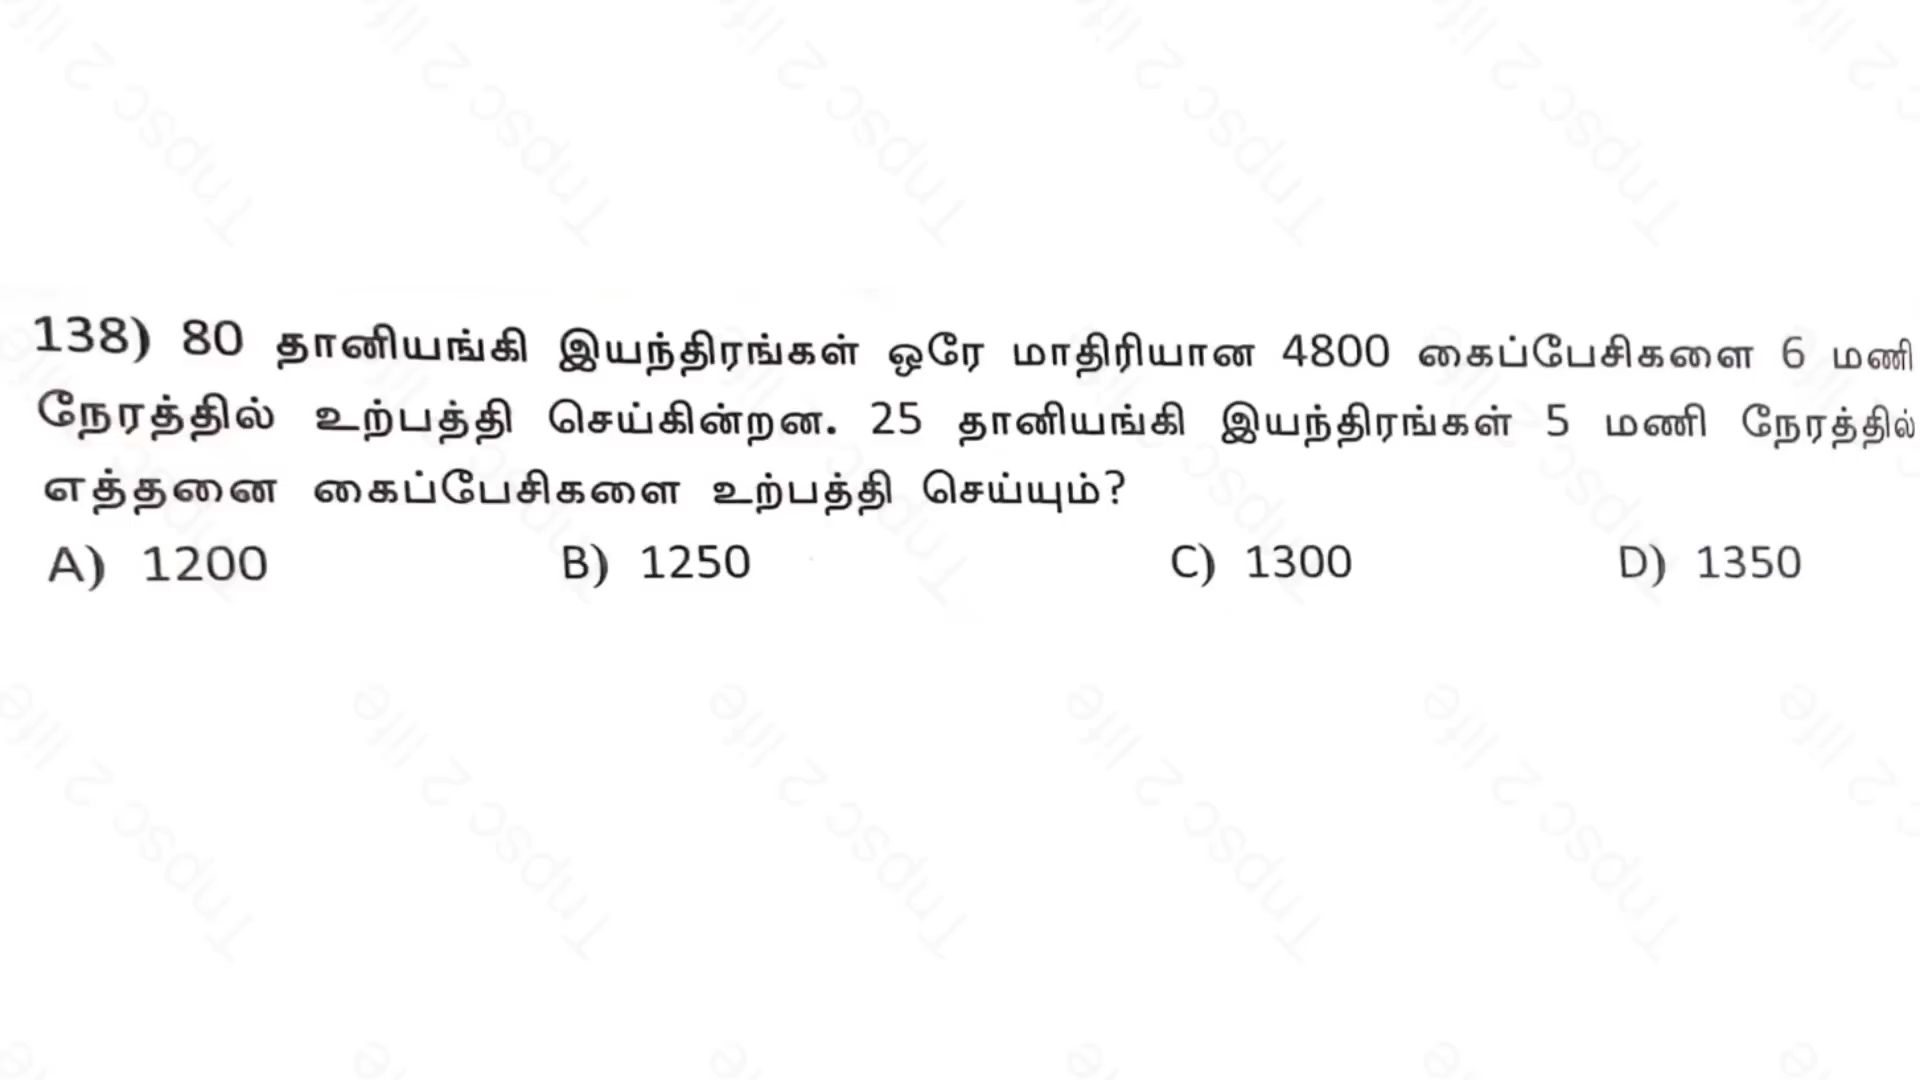 138) 80 தானியங்கி இயந்திரங்கள் ஒரே மாதிரியான 4800 கைப்பேசிகளை 6 மணி
நேரத்தில் உற்பத்தி செய்கின்றன. 25 தானியங்கி இயந்திரங்கள் 5 மணி நேரத்தில்
எத்தனை கைப்பேசிகளை உற்பத்தி செய்யும்?
A) 1200 B) 1250 C) 1300 D) 1350